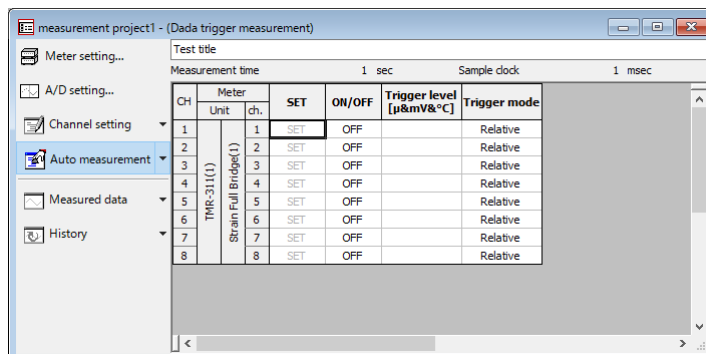 measurement project1 - (Dada trigger measurement)
Meter setting...
A/D setting...
Channel setting
Auto measurement
Measured data
History
Test title
Measurement time 1 sec Sample clock 1 msec
CH Meter SET ON/OFF Trigger level [μ&mV&°C] Trigger mode
Unit ch.
TMR-311(1)
Strain Full Bridge(1)
1 1 SET OFF Relative
2 2 SET OFF Relative
3 3 SET OFF Relative
4 4 SET OFF Relative
5 5 SET OFF Relative
6 6 SET OFF Relative
7 7 SET OFF Relative
8 8 SET OFF Relative